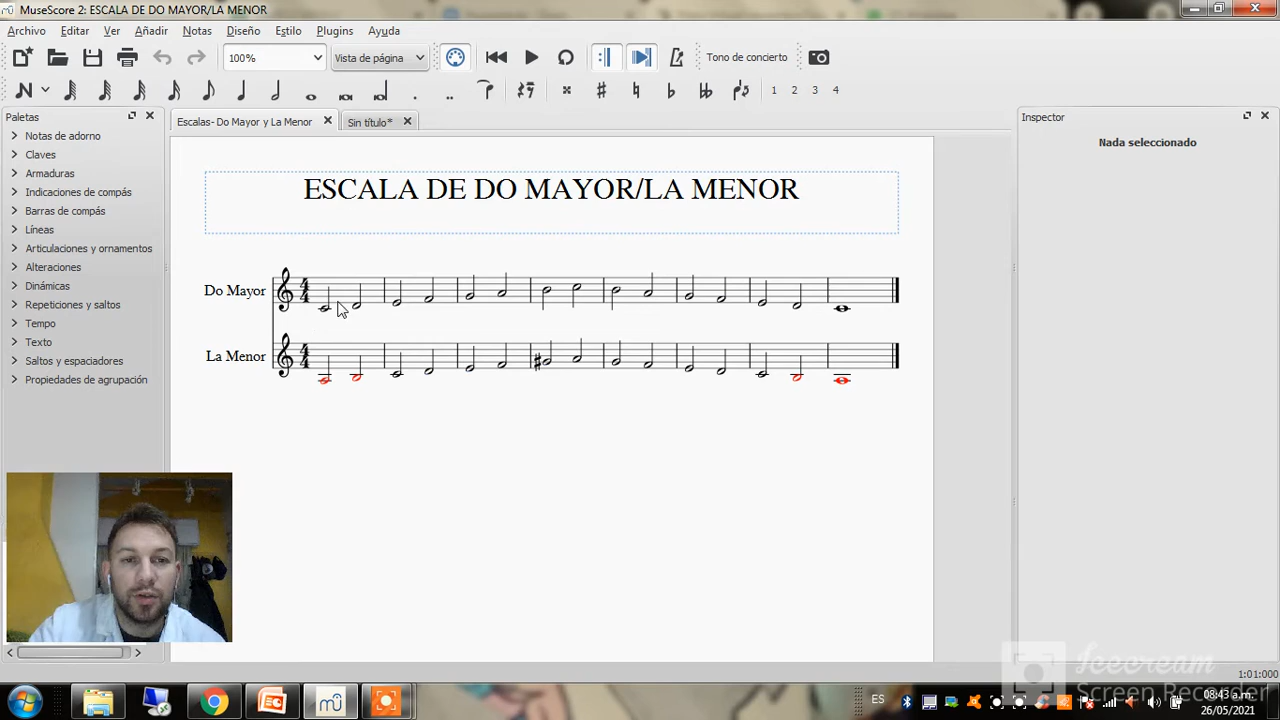 MuseScore 2: ESCALA DE DO MAYOR/LA MENOR
Archivo Editar Ver Añadir Notas Diseño Estilo Plugins Ayuda
100% Vista de página Tono de concierto
1 2 3 4
Paletas
Notas de adorno
Claves
Armaduras
Indicaciones de compás
Barras de compás
Líneas
Articulaciones y ornamentos
Alteraciones
Dinámicas
Repeticiones y saltos
Tempo
Texto
Saltos y espaciadores
Propiedades de agrupación
Escalas- Do Mayor y La Menor
Sin título*
ESCALA DE DO MAYOR/LA MENOR
Do Mayor
4
4
La Menor
4
4
Inspector
Nada seleccionado
Icecream
Screen Recorder
1:01:000
ES
08:43 a.m.
26/05/2021